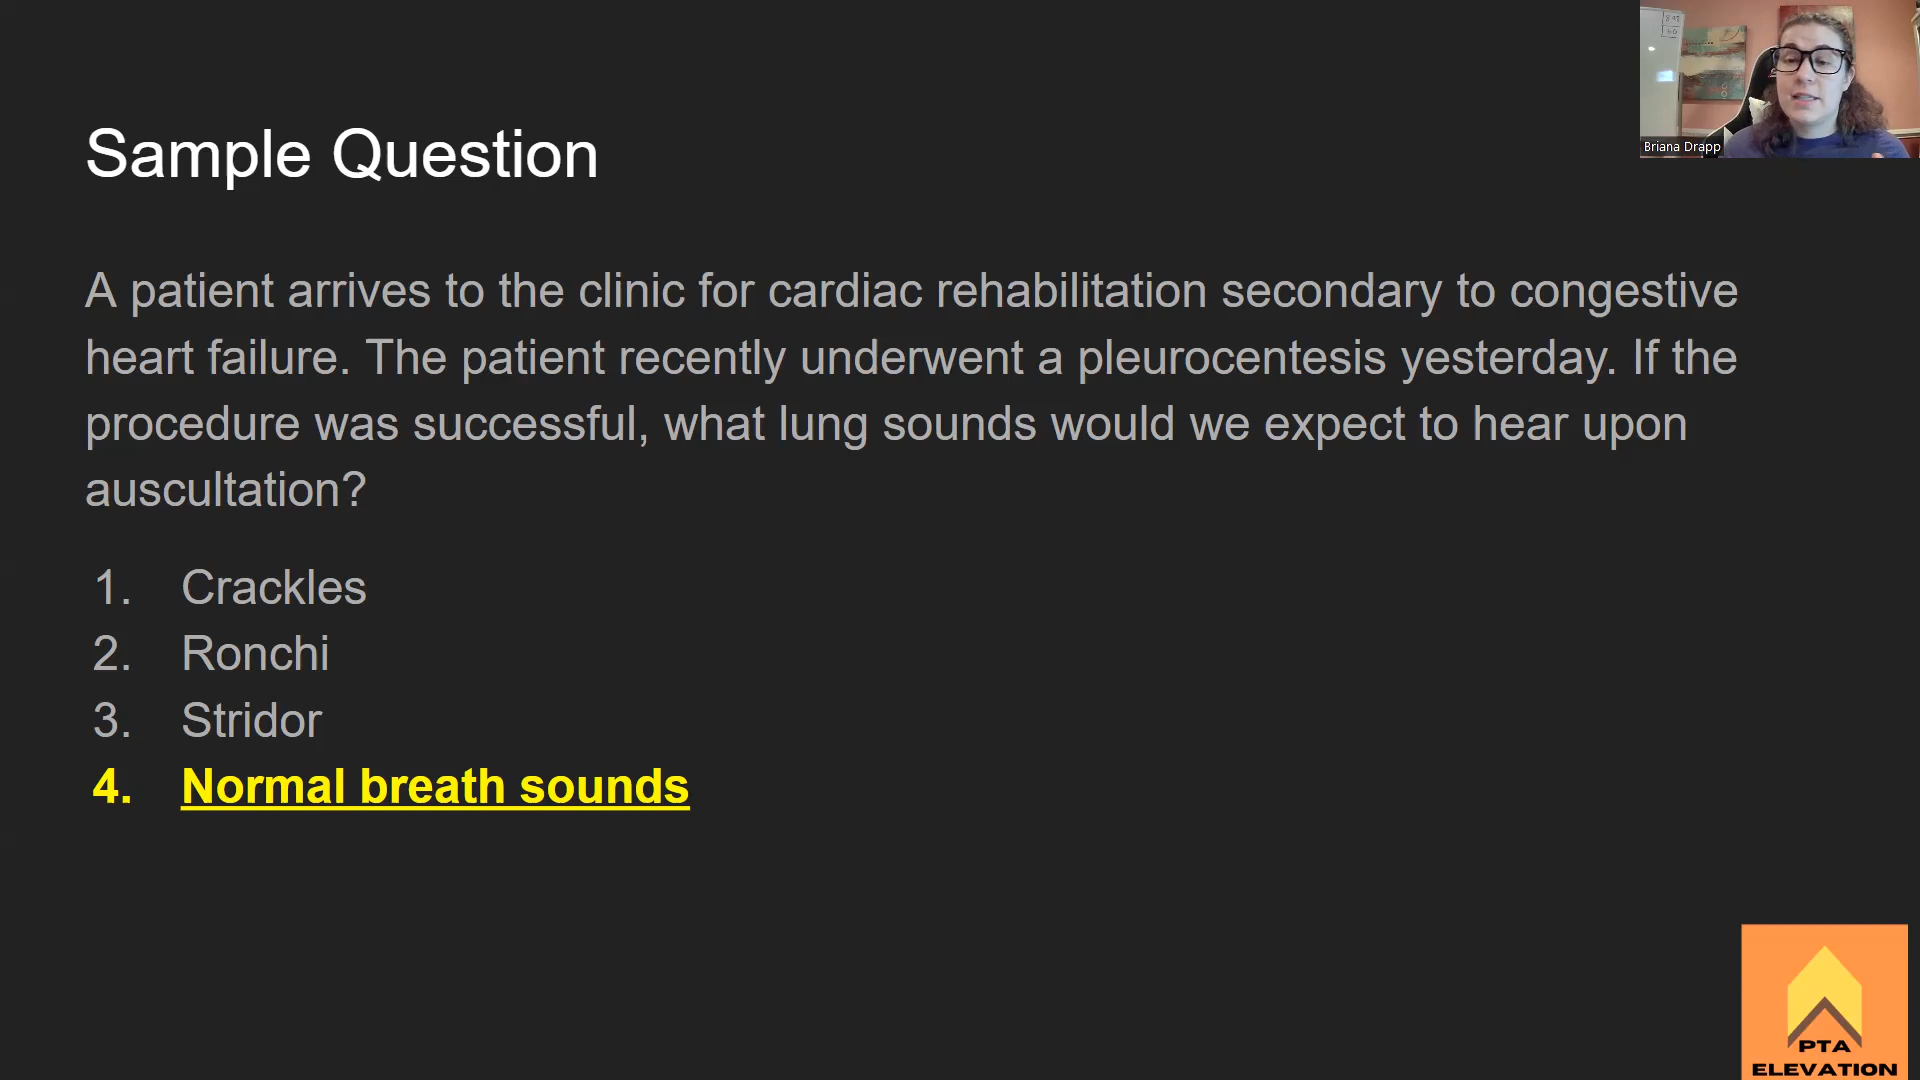 Sample Question
A patient arrives to the clinic for cardiac rehabilitation secondary to congestive
heart failure. The patient recently underwent a pleurocentesis yesterday. If the
procedure was successful, what lung sounds would we expect to hear upon
auscultation?
1. Crackles
2. Ronchi
3. Stridor
4. Normal breath sounds
Briana Drapp
PTA
ELEVATION